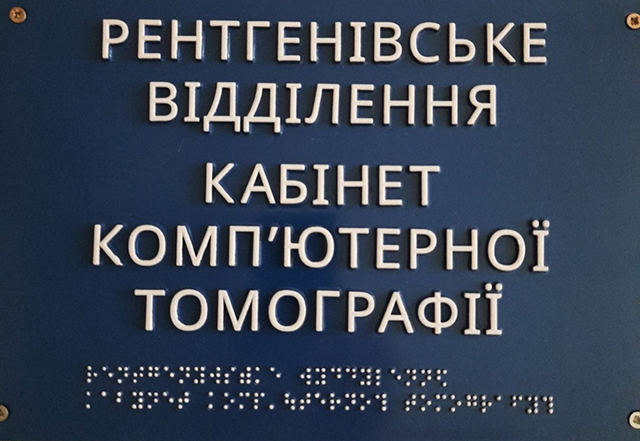 РЕНТГЕНІВСЬКЕ
ВІДДІЛЕННЯ
КАБІНЕТ
КОМП’ЮТЕРНОЇ
ТОМОГРАФІЇ